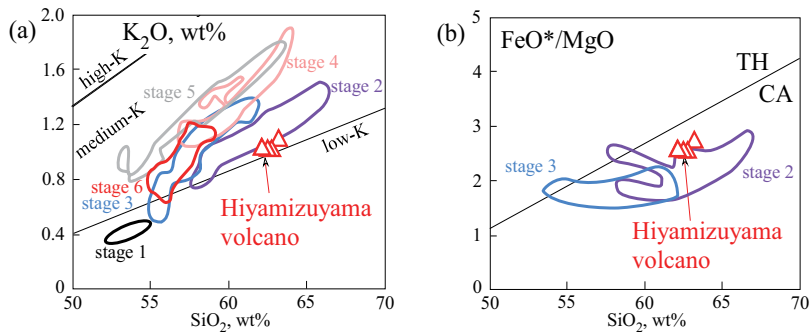 (a)
K₂O, wt%
2.0
1.6
1.2
0.8
0.4
0
high-K
medium-K
low-K
stage 4
stage 5
stage 2
stage 6
stage 3
stage 1
Hiyamizuyama
volcano
50
55
60
65
70
SiO₂, wt%
(b)
FeO*/MgO
5
4
3
2
1
0
TH
CA
stage 3
stage 2
Hiyamizuyama
volcano
50
55
60
65
70
SiO₂, wt%